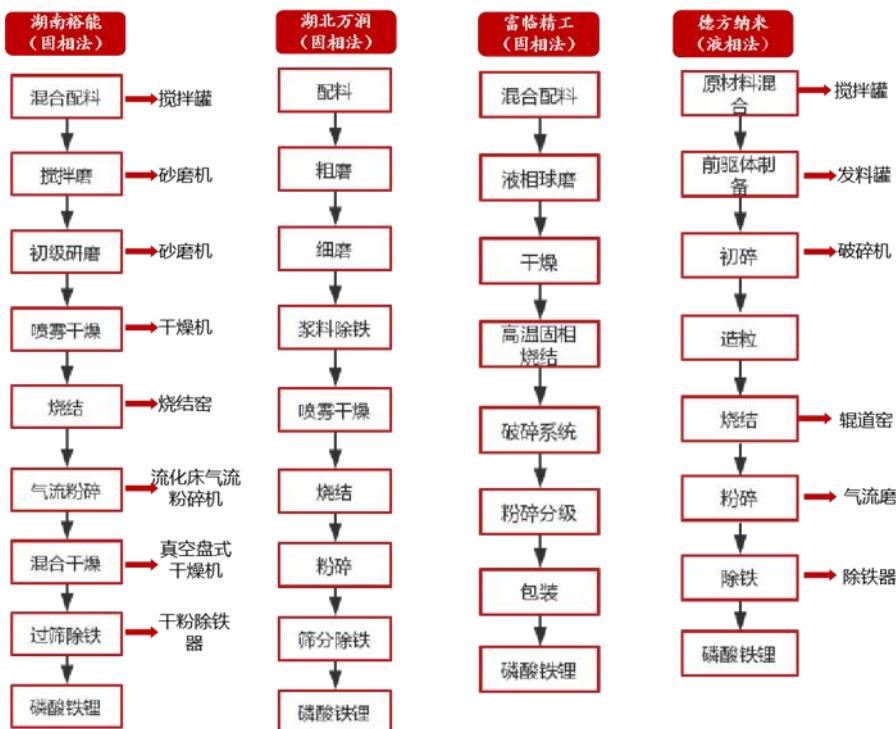 湖南裕能
（固相法）
混合配料
搅拌罐
搅拌磨
砂磨机
初级研磨
砂磨机
喷雾干燥
干燥机
烧结
烧结窑
气流粉碎
流化床气流
粉碎机
混合干燥
真空盘式
干燥机
过筛除铁
干粉除铁
器
磷酸铁锂
湖北万润
（固相法）
配料
粗磨
细磨
浆料除铁
喷雾干燥
烧结
粉碎
筛分除铁
磷酸铁锂
富临精工
（固相法）
混合配料
液相球磨
干燥
高温固相
烧结
破碎系统
粉碎分级
包装
磷酸铁锂
德方纳米
（液相法）
原材料混
合
搅拌罐
前驱体制
备
发料罐
初碎
破碎机
造粒
烧结
辊道窑
粉碎
气流磨
除铁
除铁器
磷酸铁锂